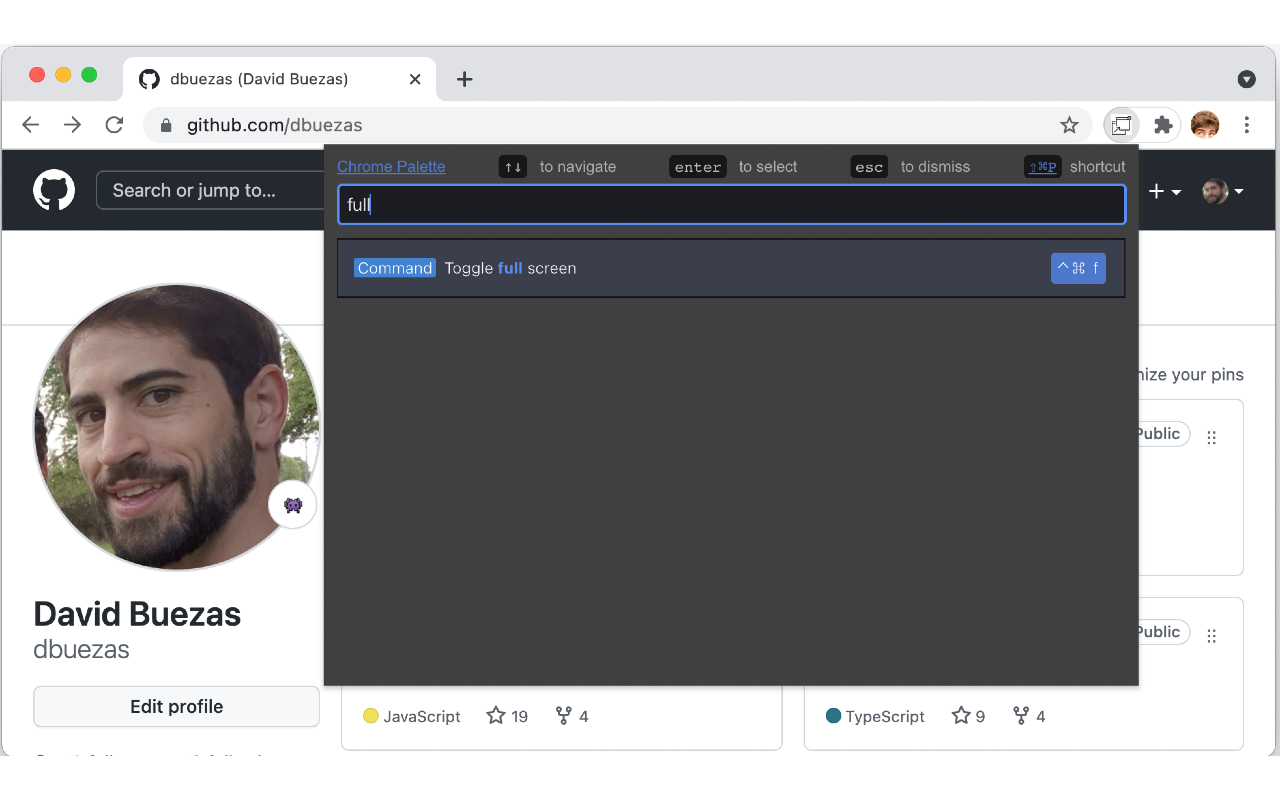 dbuezas (David Buezas)
github.com/dbuezas
Search or jump to...
Chrome Palette ↑↓ to navigate enter to select esc to dismiss ⇧⌘P shortcut
full
Command Toggle full screen ^⌘ f
nize your pins
Public
Public
David Buezas
dbuezas
Edit profile
JavaScript 19 4
TypeScript 9 4